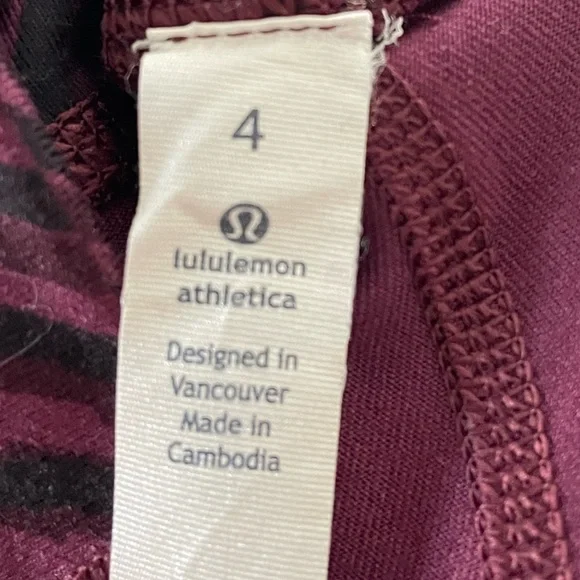 4
lululemon
athletica
Designed in
Vancouver
Made in
Cambodia